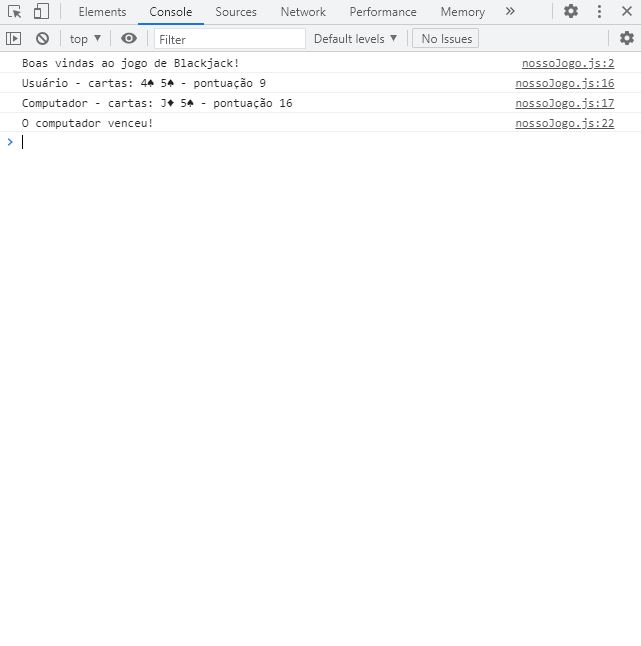 Elements Console Sources Network Performance Memory »
top ▼ Filter Default levels ▼ No Issues
Boas vindas ao jogo de Blackjack! nossoJogo.js:2
Usuário - cartas: 4♠ 5♠ - pontuação 9 nossoJogo.js:16
Computador - cartas: J♦ 5♠ - pontuação 16 nossoJogo.js:17
O computador venceu! nossoJogo.js:22
>